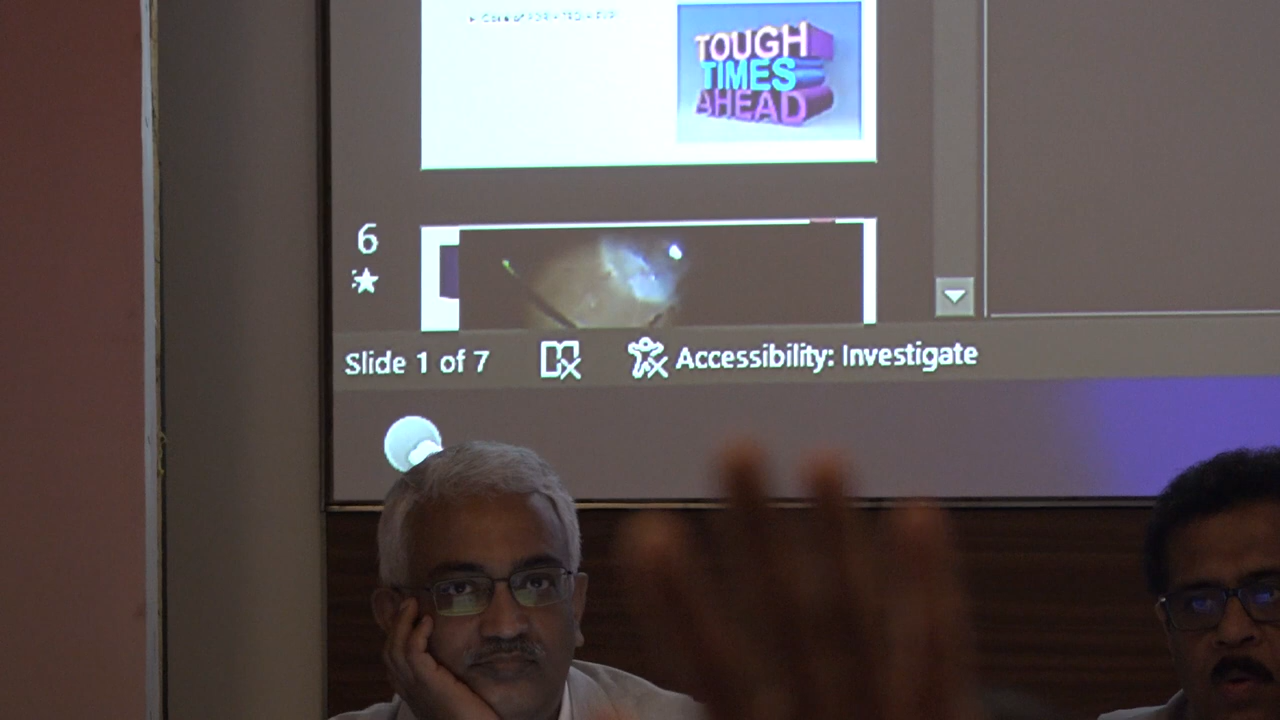 TOUGH
TIMES
AHEAD
6
Slide 1 of 7
Accessibility: Investigate